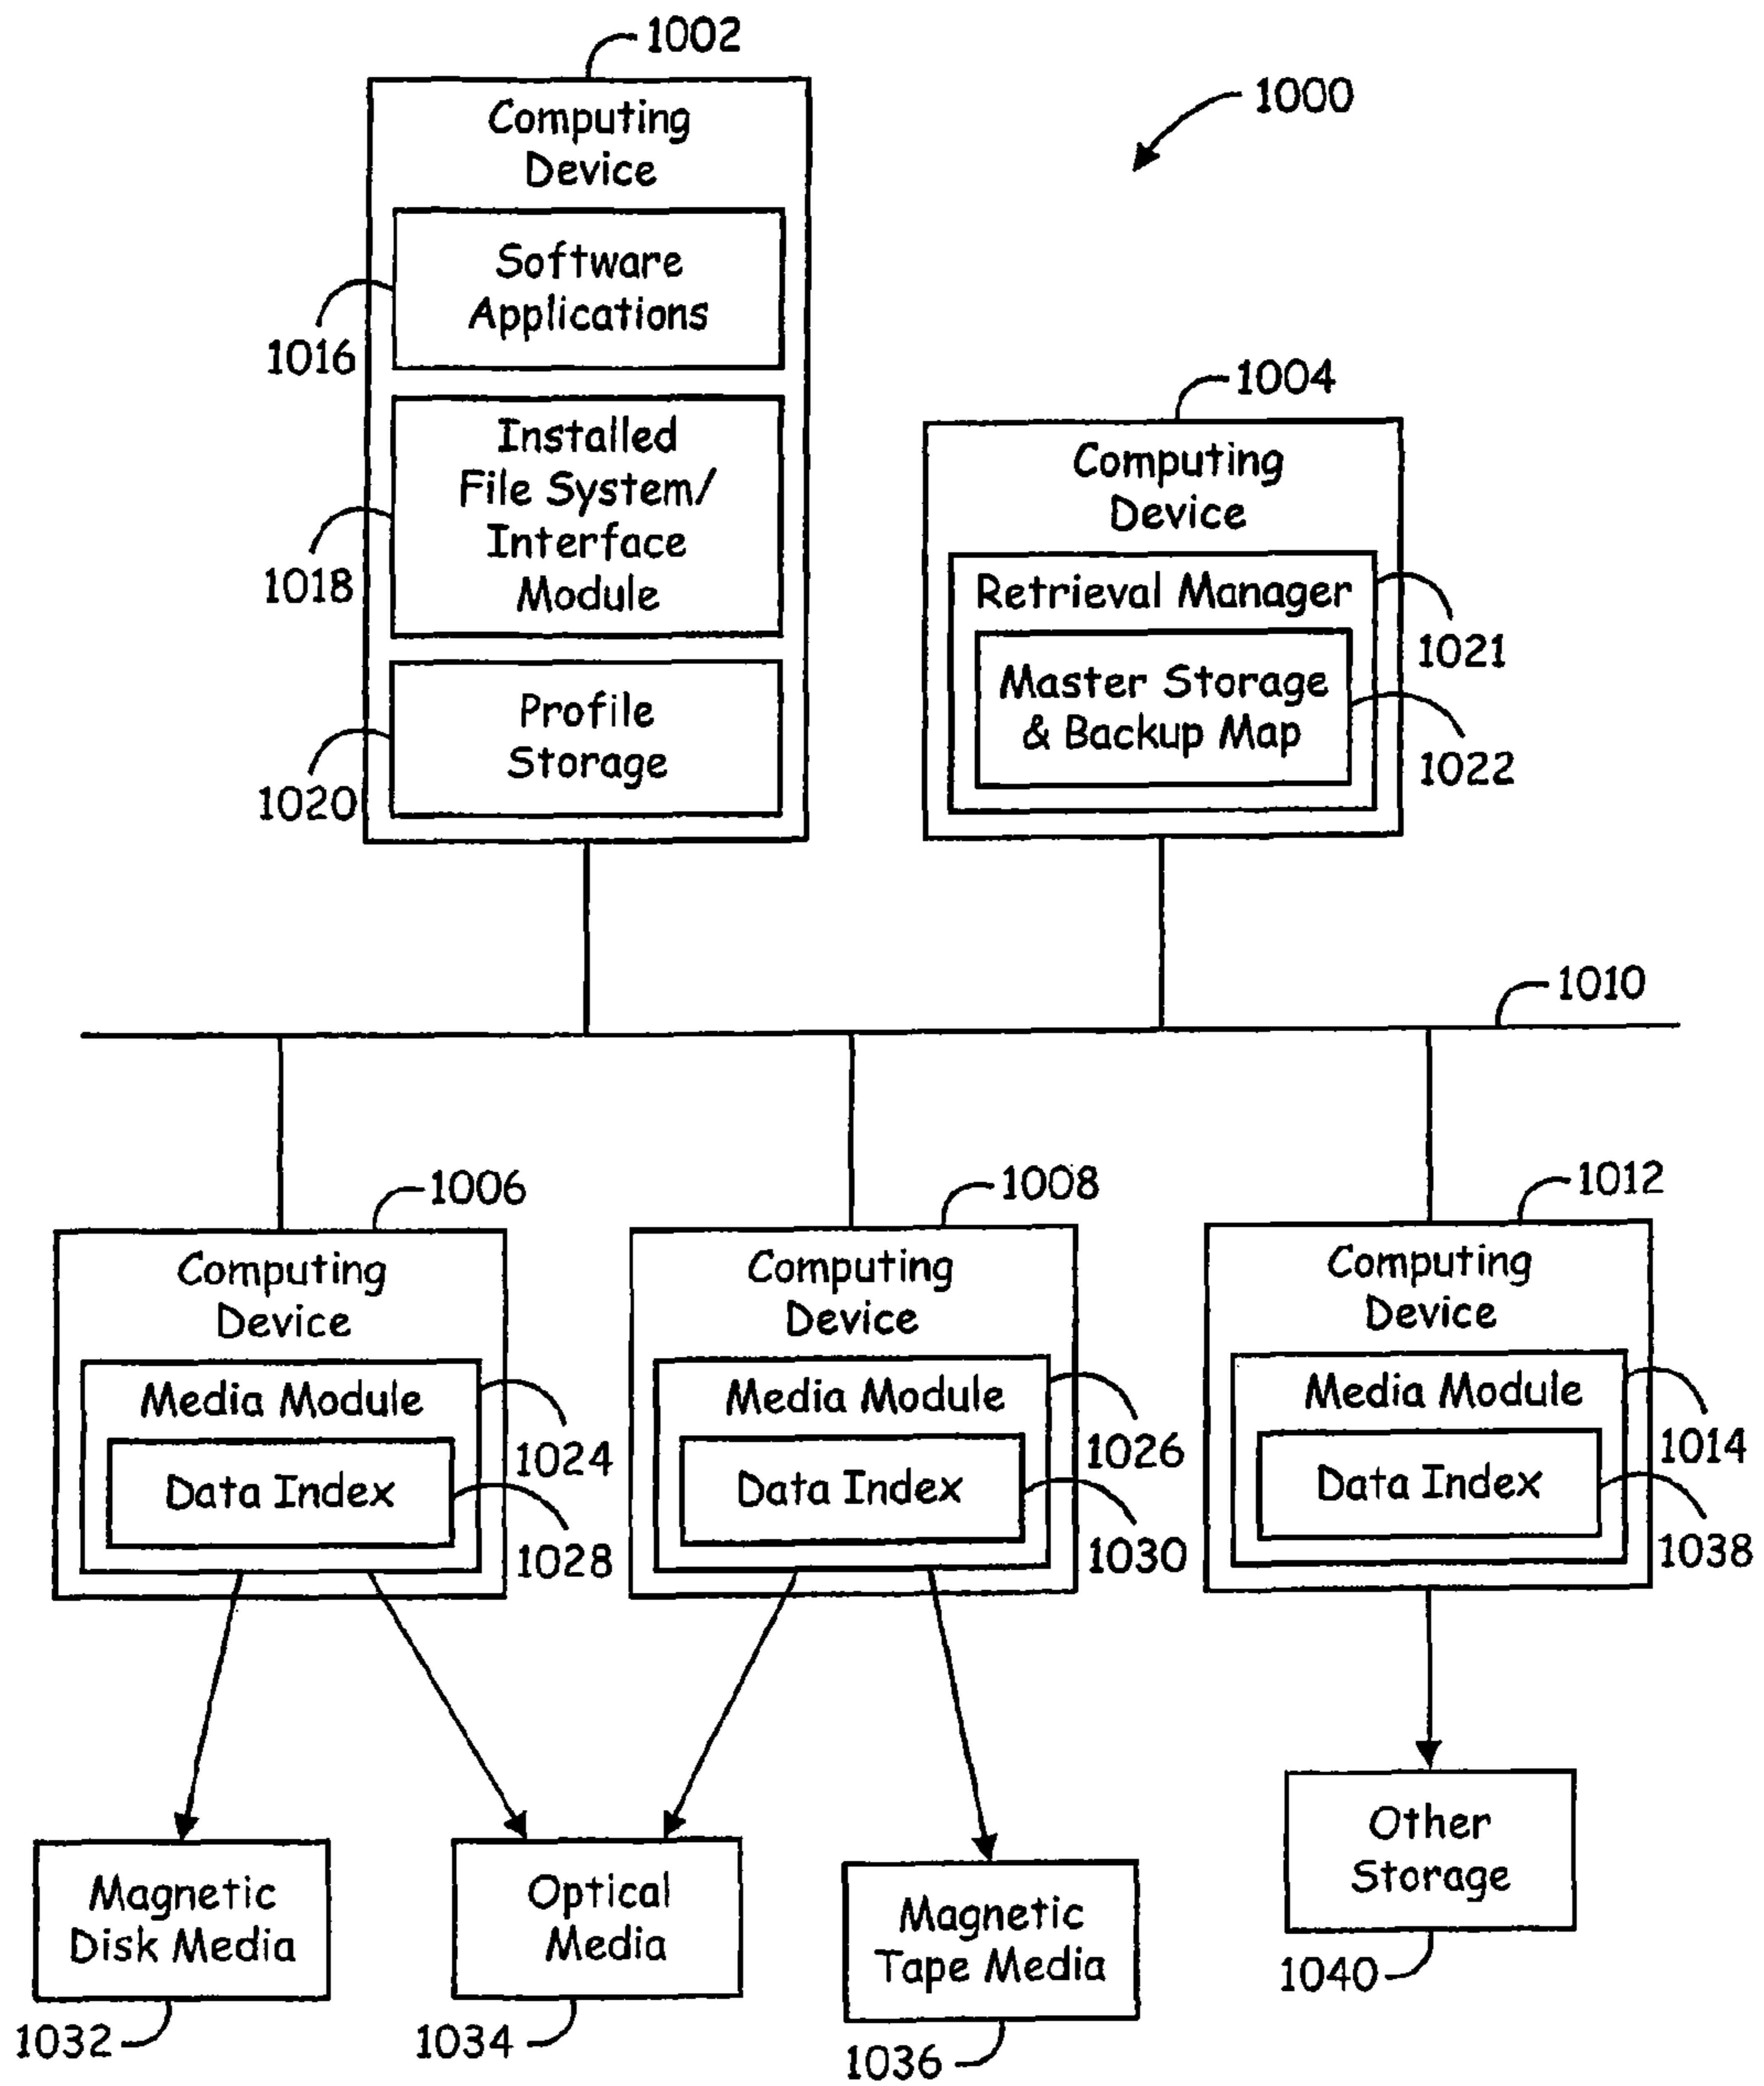 1002
1000
Computing
Device
Software
Applications
1016
Installed
File System/
Interface
Module
1018
Profile
Storage
1020
1004
Computing
Device
Retrieval Manager
1021
Master Storage
& Backup Map
1022
1010
1006
Computing
Device
Media Module
1024
Data Index
1028
1008
Computing
Device
Media Module
1026
Data Index
1030
1012
Computing
Device
Media Module
1014
Data Index
1038
Magnetic
Disk Media
1032
Optical
Media
1034
Magnetic
Tape Media
1036
Other
Storage
1040